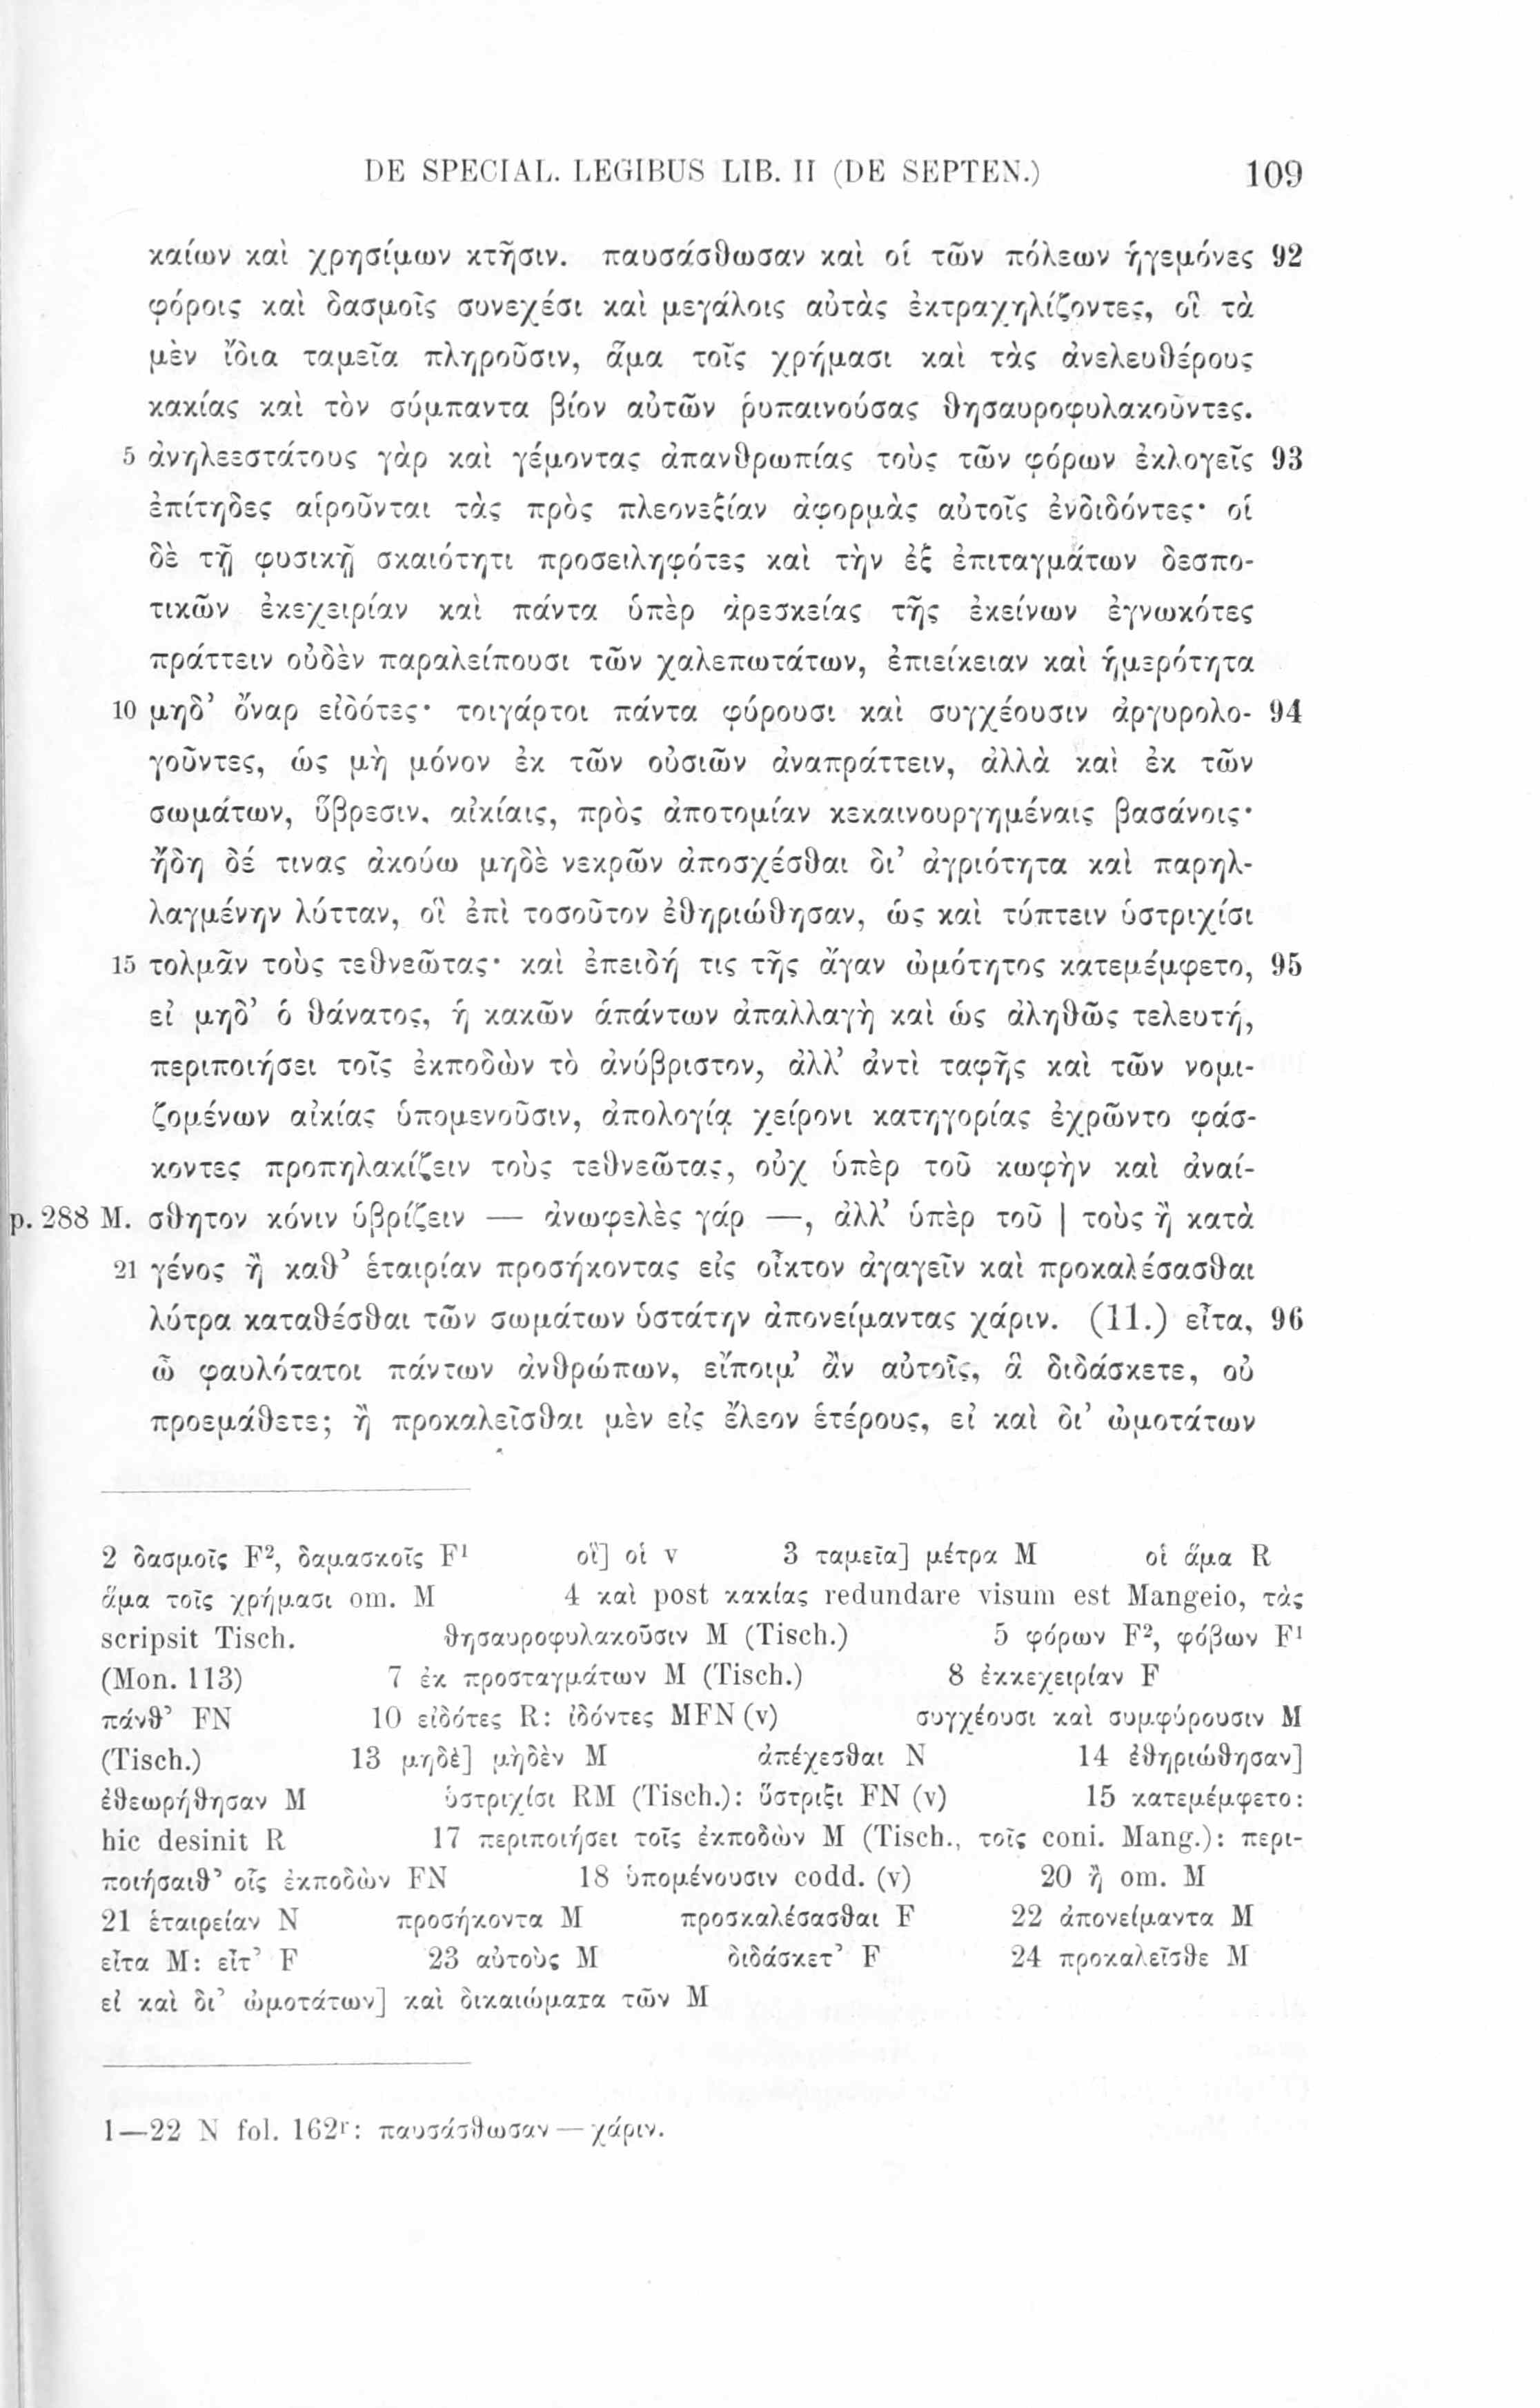 DE SPECIAL. LEGIBUS LIB. II (DE SEPTEN.) 109
καίων καὶ χρησίμων κτῆσιν. παυσάσθωσαν καὶ οἱ τῶν πόλεων ἡγεμόνες 92
φόροις καὶ δασμοῖς συνεχέσι καὶ μεγάλοις αὐτὰς ἐκτραχηλίζοντες, οἳ τὰ
μὲν ἴδια ταμεῖα πληροῦσιν, ἅμα τοῖς χρήμασι καὶ τὰς ἀνελευθέρους
κακίας καὶ τὸν σύμπαντα βίον αὐτῶν ῥυπαινούσας θησαυροφυλακοῦντες.
5 ἀνηλεεστάτους γὰρ καὶ γέμοντας ἀπανθρωπίας τοὺς τῶν φόρων ἐκλογεῖς 93
ἐπίτηδες αἱροῦνται τὰς πρὸς πλεονεξίαν ἀφορμὰς αὐτοῖς ἐνδιδόντες· οἱ
δὲ τῇ φυσικῇ σκαιότητι προσειληφότες καὶ τὴν ἐξ ἐπιταγμάτων δεσπο-
τικῶν ἐκεχειρίαν καὶ πάντα ὑπὲρ ἀρεσκείας τῆς ἐκείνων ἐγνωκότες
πράττειν οὐδὲν παραλείπουσι τῶν χαλεπωτάτων, ἐπιείκειαν καὶ ἡμερότητα
10 μηδ’ ὄναρ εἰδότες· τοιγάρτοι πάντα φύρουσι καὶ συγχέουσιν ἀργυρολο- 94
γοῦντες, ὡς μὴ μόνον ἐκ τῶν οὐσιῶν ἀναπράττειν, ἀλλὰ καὶ ἐκ τῶν
σωμάτων, ὕβρεσιν, αἰκίαις, πρὸς ἀποτομίαν κεκαινουργημέναις βασάνοις·
ἤδη δέ τινας ἀκούω μηδὲ νεκρῶν ἀποσχέσθαι δι’ ἀγριότητα καὶ παρηλ-
λαγμένην λύτταν, οἳ ἐπὶ τοσοῦτον ἐθηριώθησαν, ὡς καὶ τύπτειν ὑστριχίσι
15 τολμᾶν τοὺς τεθνεῶτας· καὶ ἐπειδή τις τῆς ἄγαν ὠμότητος κατεμέμφετο, 95
εἰ μηδ’ ὁ θάνατος, ἡ κακῶν ἁπάντων ἀπαλλαγὴ καὶ ὡς ἀληθῶς τελευτή,
περιποιήσει τοῖς ἐκποδὼν τὸ ἀνύβριστον, ἀλλ’ ἀντὶ ταφῆς καὶ τῶν νομι-
ζομένων αἰκίας ὑπομενοῦσιν, ἀπολογίᾳ χείρονι κατηγορίας ἐχρῶντο φάσ-
κοντες προπηλακίζειν τοὺς τεθνεῶτας, οὐχ ὑπὲρ τοῦ κωφὴν καὶ ἀναί-
p. 288 M. σθητον κόνιν ὑβρίζειν — ἀνωφελὲς γάρ —, ἀλλ’ ὑπὲρ τοῦ | τοὺς ἢ κατὰ
21 γένος ἢ καθ’ ἑταιρίαν προσήκοντας εἰς οἶκτον ἀγαγεῖν καὶ προκαλέσασθαι
λύτρα καταθέσθαι τῶν σωμάτων ὑστάτην ἀπονείμαντας χάριν. (11.) εἶτα, 96
ὦ φαυλότατοι πάντων ἀνθρώπων, εἴποιμ’ ἂν αὐτοῖς, ἃ διδάσκετε, οὐ
προεμάθετε; ἢ προκαλεῖσθαι μὲν εἰς ἔλεον ἑτέρους, εἰ καὶ δι’ ὠμοτάτων
2 δασμοῖς F², δαμασκοῖς F¹ οἳ] οἱ v 3 ταμεῖα] μέτρα M οἱ ἅμα R
ἅμα τοῖς χρήμασι om. M 4 καὶ post κακίας redundare visum est Mangeio, τὰς
scripsit Tisch. θησαυροφυλακοῦσιν M (Tisch.) 5 φόρων F², φόβων F¹
(Mon. 113) 7 ἐκ προσταγμάτων M (Tisch.) 8 ἐκκεχειρίαν F
πάνθ’ FN 10 εἰδότες R: ἰδόντες MFN (v) συγχέουσι καὶ συμφύρουσιν M
(Tisch.) 13 μηδὲ] μὴδὲν M ἀπέχεσθαι N 14 ἐθηριώθησαν]
ἐθεωρήθησαν M ὑστριχίσι RM (Tisch.): ὕστριξι FN (v) 15 κατεμέμφετο:
hic desinit R 17 περιποιήσει τοῖς ἐκποδὼν M (Tisch., τοῖς coni. Mang.): περι-
ποιήσαιθ’ οἷς ἐκποδὼν FN 18 ὑπομένουσιν codd. (v) 20 ἢ om. M
21 ἑταιρείαν N προσήκοντα M προσκαλέσασθαι F 22 ἀπονείμαντα M
εἶτα M: εἶτ’ F 23 αὐτοὺς M διδάσκετ’ F 24 προκαλεῖσθε M
εἰ καὶ δι’ ὠμοτάτων] καὶ δικαιώματα τῶν M
1—22 N fol. 162ʳ: παυσάσθωσαν — χάριν.